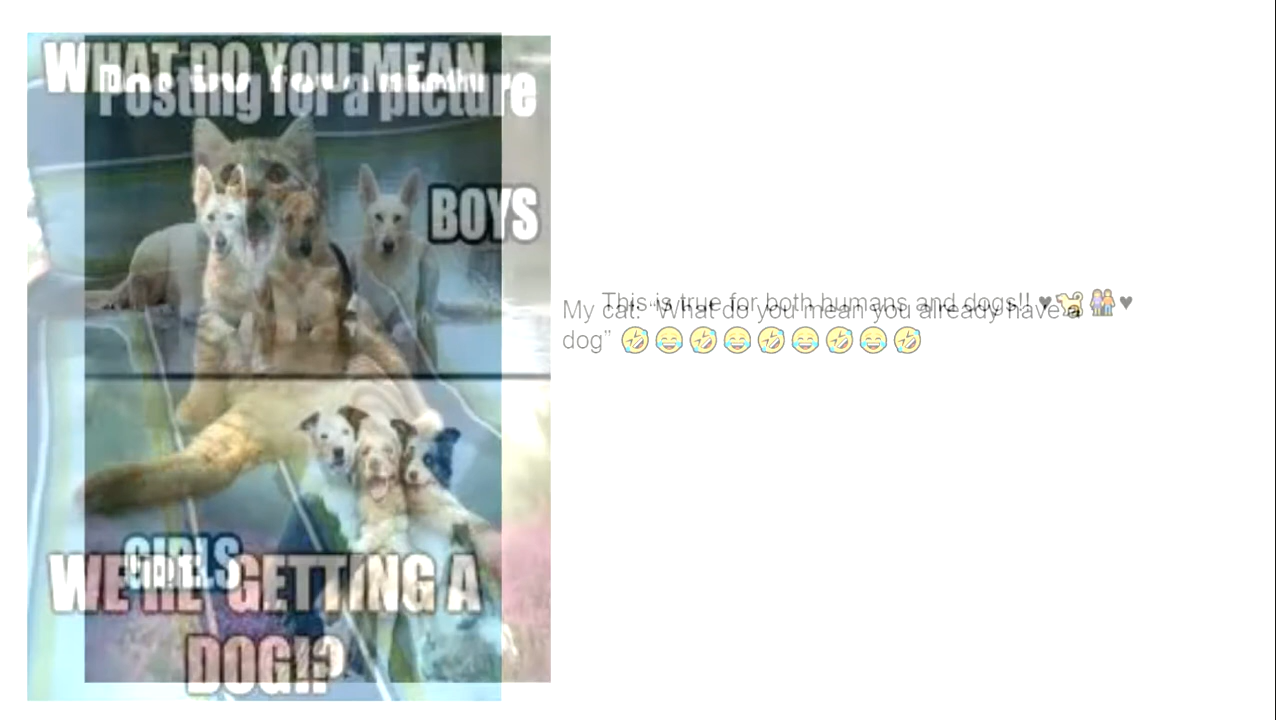 WHAT DO YOU MEAN
Posting for a picture
BOYS
GIRLS
WE'RE GETTING A
DOG!?
This is true for both humans and dogs!! ♥🐕👫♥
My cat: “What do you mean you already have a
dog” 🤣😂🤣😂🤣😂🤣😂🤣